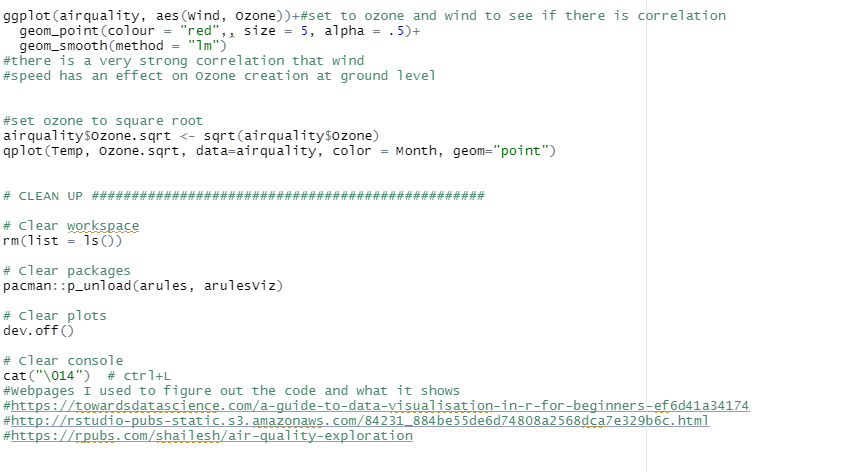 ggplot(airquality, aes(Wind, Ozone))+#set to ozone and wind to see if there is correlation
  geom_point(colour = "red",, size = 5, alpha = .5)+
  geom_smooth(method = "lm")
#there is a very strong correlation that wind
#speed has an effect on Ozone creation at ground level
#set ozone to square root
airquality$Ozone.sqrt <- sqrt(airquality$Ozone)
qplot(Temp, Ozone.sqrt, data=airquality, color = Month, geom="point")
# CLEAN UP #################################################
# Clear workspace
rm(list = ls())
# Clear packages
pacman::p_unload(arules, arulesViz)
# Clear plots
dev.off()
# Clear console
cat("\014")  # ctrl+L
#Webpages I used to figure out the code and what it shows
#https://towardsdatascience.com/a-guide-to-data-visualisation-in-r-for-beginners-ef6d41a34174
#http://rstudio-pubs-static.s3.amazonaws.com/84231_884be55de6d74808a2568dca7e329b6c.html
#https://rpubs.com/shailesh/air-quality-exploration